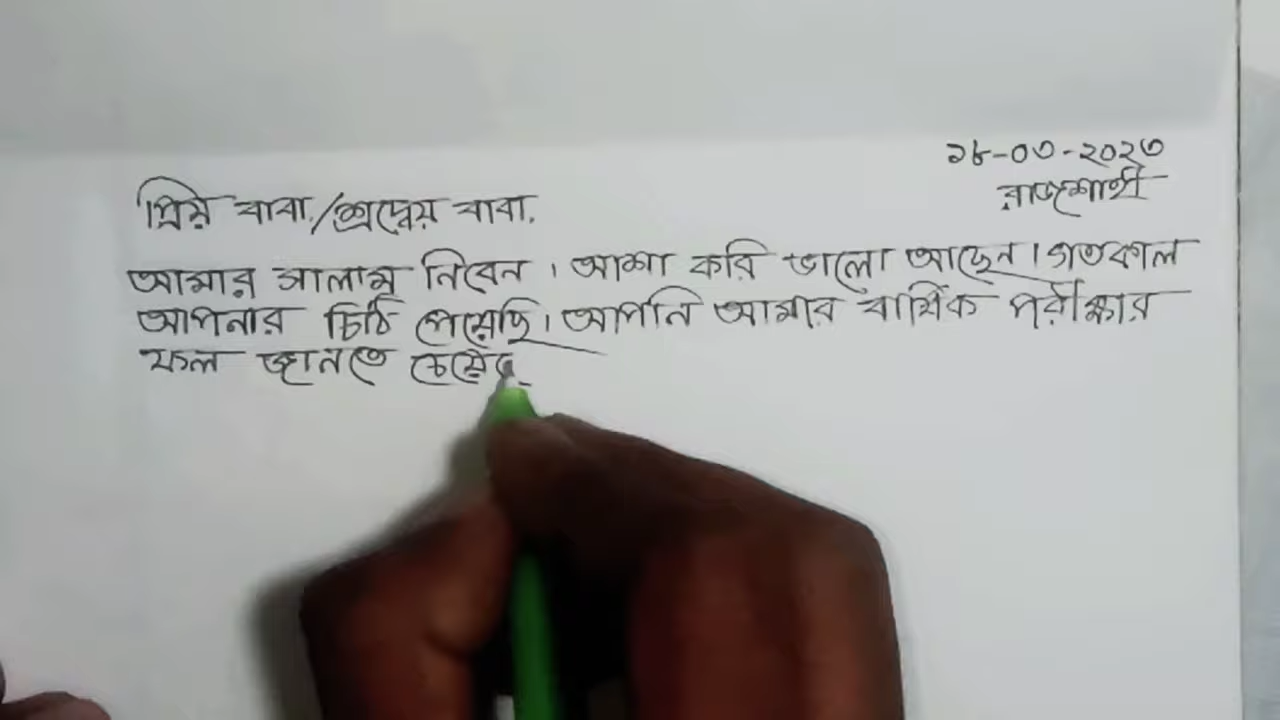 ১৮-০৩-২০২৩
রাজশাহী
প্রিয় বাবা,/শ্রদ্ধেয় বাবা,
আমার সালাম নিবেন। আশা করি ভালো আছেন। গতকাল
আপনার চিঠি পেয়েছি। আপনি আমার বার্ষিক পরীক্ষার
ফল জানতে